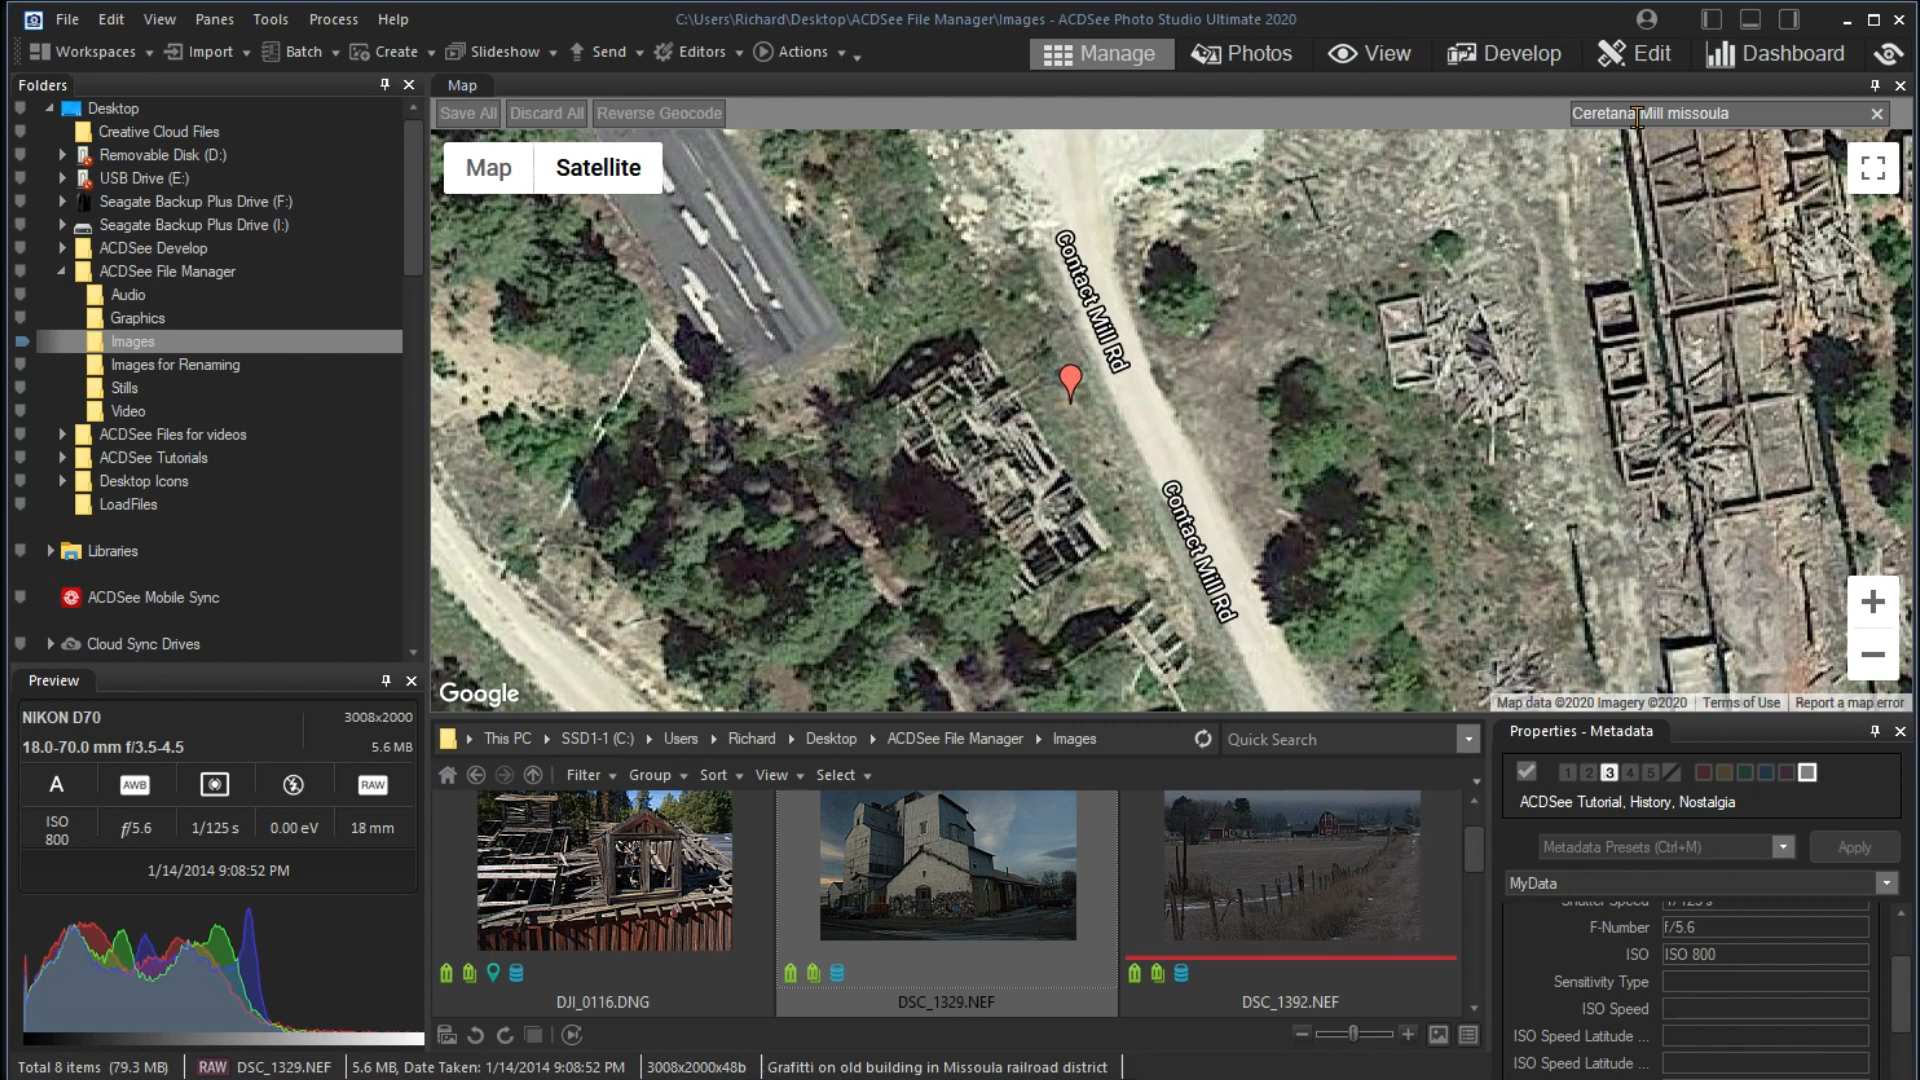 File Edit View Panes Tools Process Help
C:\Users\Richard\Desktop\ACDSee File Manager\Images - ACDSee Photo Studio Ultimate 2020
Workspaces Import Batch Create Slideshow Send Editors Actions
Manage Photos View Develop Edit Dashboard
Folders
Desktop
Creative Cloud Files
Removable Disk (D:)
USB Drive (E:)
Seagate Backup Plus Drive (F:)
Seagate Backup Plus Drive (I:)
ACDSee Develop
ACDSee File Manager
Audio
Graphics
Images
Images for Renaming
Stills
Video
ACDSee Files for videos
ACDSee Tutorials
Desktop Icons
LoadFiles
Libraries
ACDSee Mobile Sync
Cloud Sync Drives
Map
Save All Discard All Reverse Geocode
Ceretana Mill missoula
Map Satellite
Contact Mill Rd
Contact Mill Rd
Google
Map data ©2020 Imagery ©2020 Terms of Use Report a map error
Preview
NIKON D70 3008x2000
18.0-70.0 mm f/3.5-4.5 5.6 MB
A AWB RAW
ISO 800 f/5.6 1/125 s 0.00 eV 18 mm
1/14/2014 9:08:52 PM
This PC SSD1-1 (C:) Users Richard Desktop ACDSee File Manager Images
Quick Search
Filter Group Sort View Select
DJI_0116.DNG DSC_1329.NEF DSC_1392.NEF
Properties - Metadata
1 2 3 4 5
ACDSee Tutorial, History, Nostalgia
Metadata Presets (Ctrl+M) Apply
MyData
Shutter Speed 1/125 s
F-Number f/5.6
ISO ISO 800
Sensitivity Type
ISO Speed
ISO Speed Latitude ...
ISO Speed Latitude ...
Total 8 items (79.3 MB) RAW DSC_1329.NEF 5.6 MB, Date Taken: 1/14/2014 9:08:52 PM 3008x2000x48b Grafitti on old building in Missoula railroad district